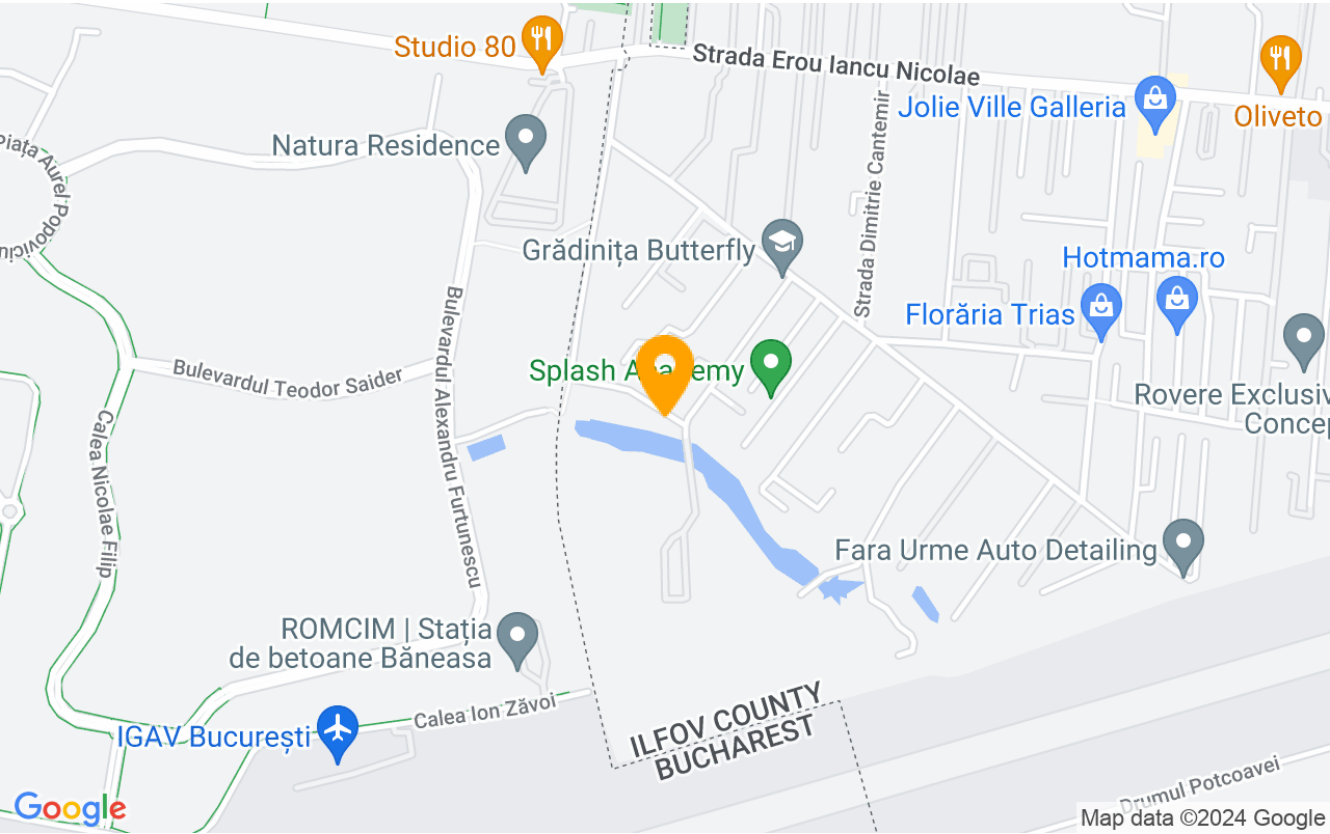 Studio 80
Strada Erou Iancu Nicolae
Jolie Ville Galleria
Oliveto
Natura Residence
Piața Aurel Popoviciu
Strada Dimitrie Cantemir
Grădinița Butterfly
Hotmama.ro
Florăria Trias
Bulevardul Teodor Saider
Bulevardul Alexandru Furtunescu
Splash Academy
Rovere Exclusiv
Concep
Calea Nicolae Filip
Fara Urme Auto Detailing
ROMCIM | Stația
de betoane Băneasa
Calea Ion Zăvoi
IGAV București
ILFOV COUNTY
BUCHAREST
Drumul Potcoavei
Google
Map data ©2024 Google